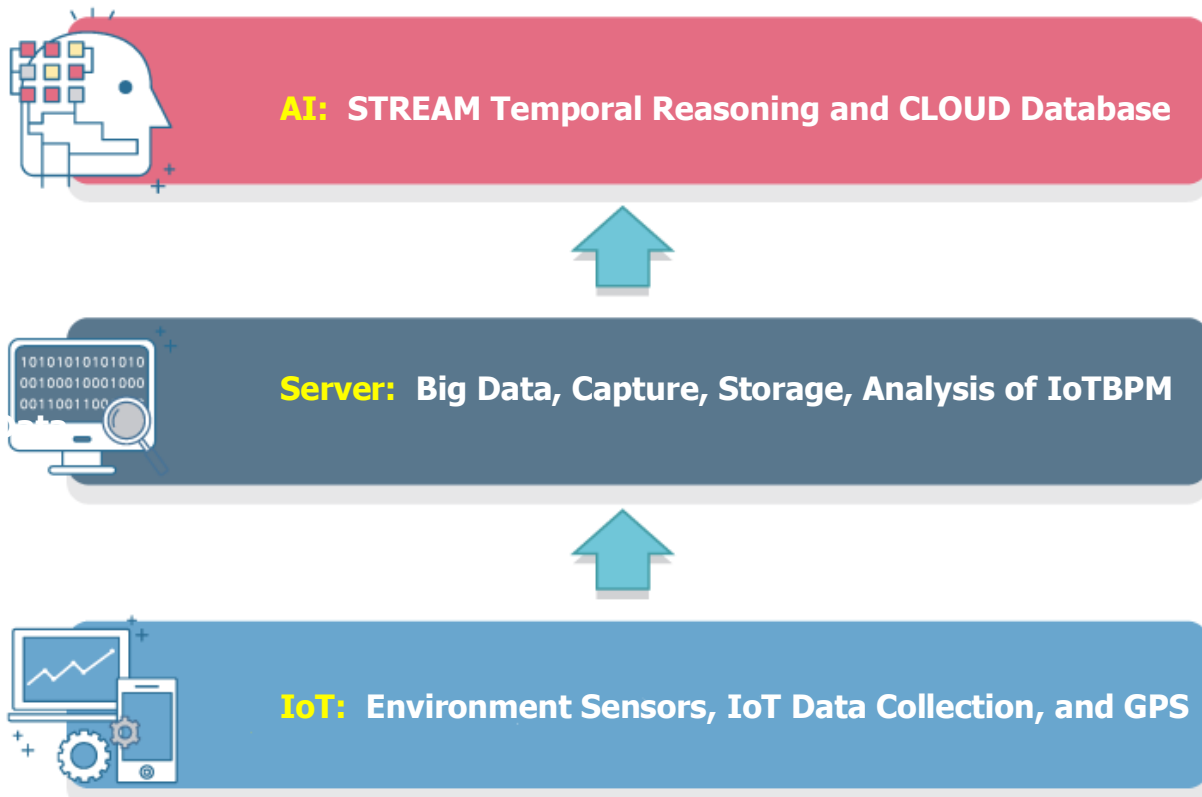 AI: STREAM Temporal Reasoning and CLOUD Database
10101010101010
00100010001000
0011001100
Server: Big Data, Capture, Storage, Analysis of IoTBPM
Data
IoT: Environment Sensors, IoT Data Collection, and GPS